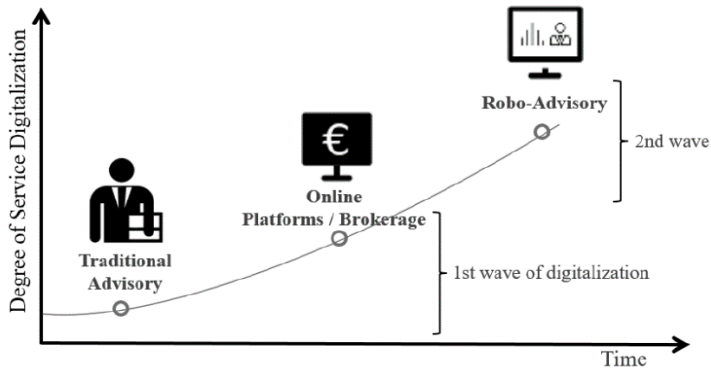 Degree of Service Digitalization
Robo-Advisory
2nd wave
€
Online
Platforms / Brokerage
Traditional
Advisory
1st wave of digitalization
Time